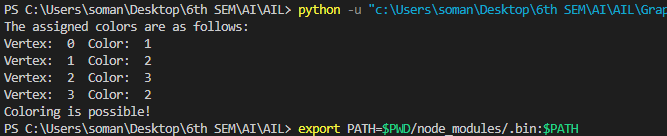 PS C:\Users\soman\Desktop\6th SEM\AI\AIL> python -u "c:\Users\soman\Desktop\6th SEM\AI\AIL\Grap
The assigned colors are as follows:
Vertex:  0  Color:  1
Vertex:  1  Color:  2
Vertex:  2  Color:  3
Vertex:  3  Color:  2
Coloring is possible!
PS C:\Users\soman\Desktop\6th SEM\AI\AIL> export PATH=$PWD/node_modules/.bin:$PATH